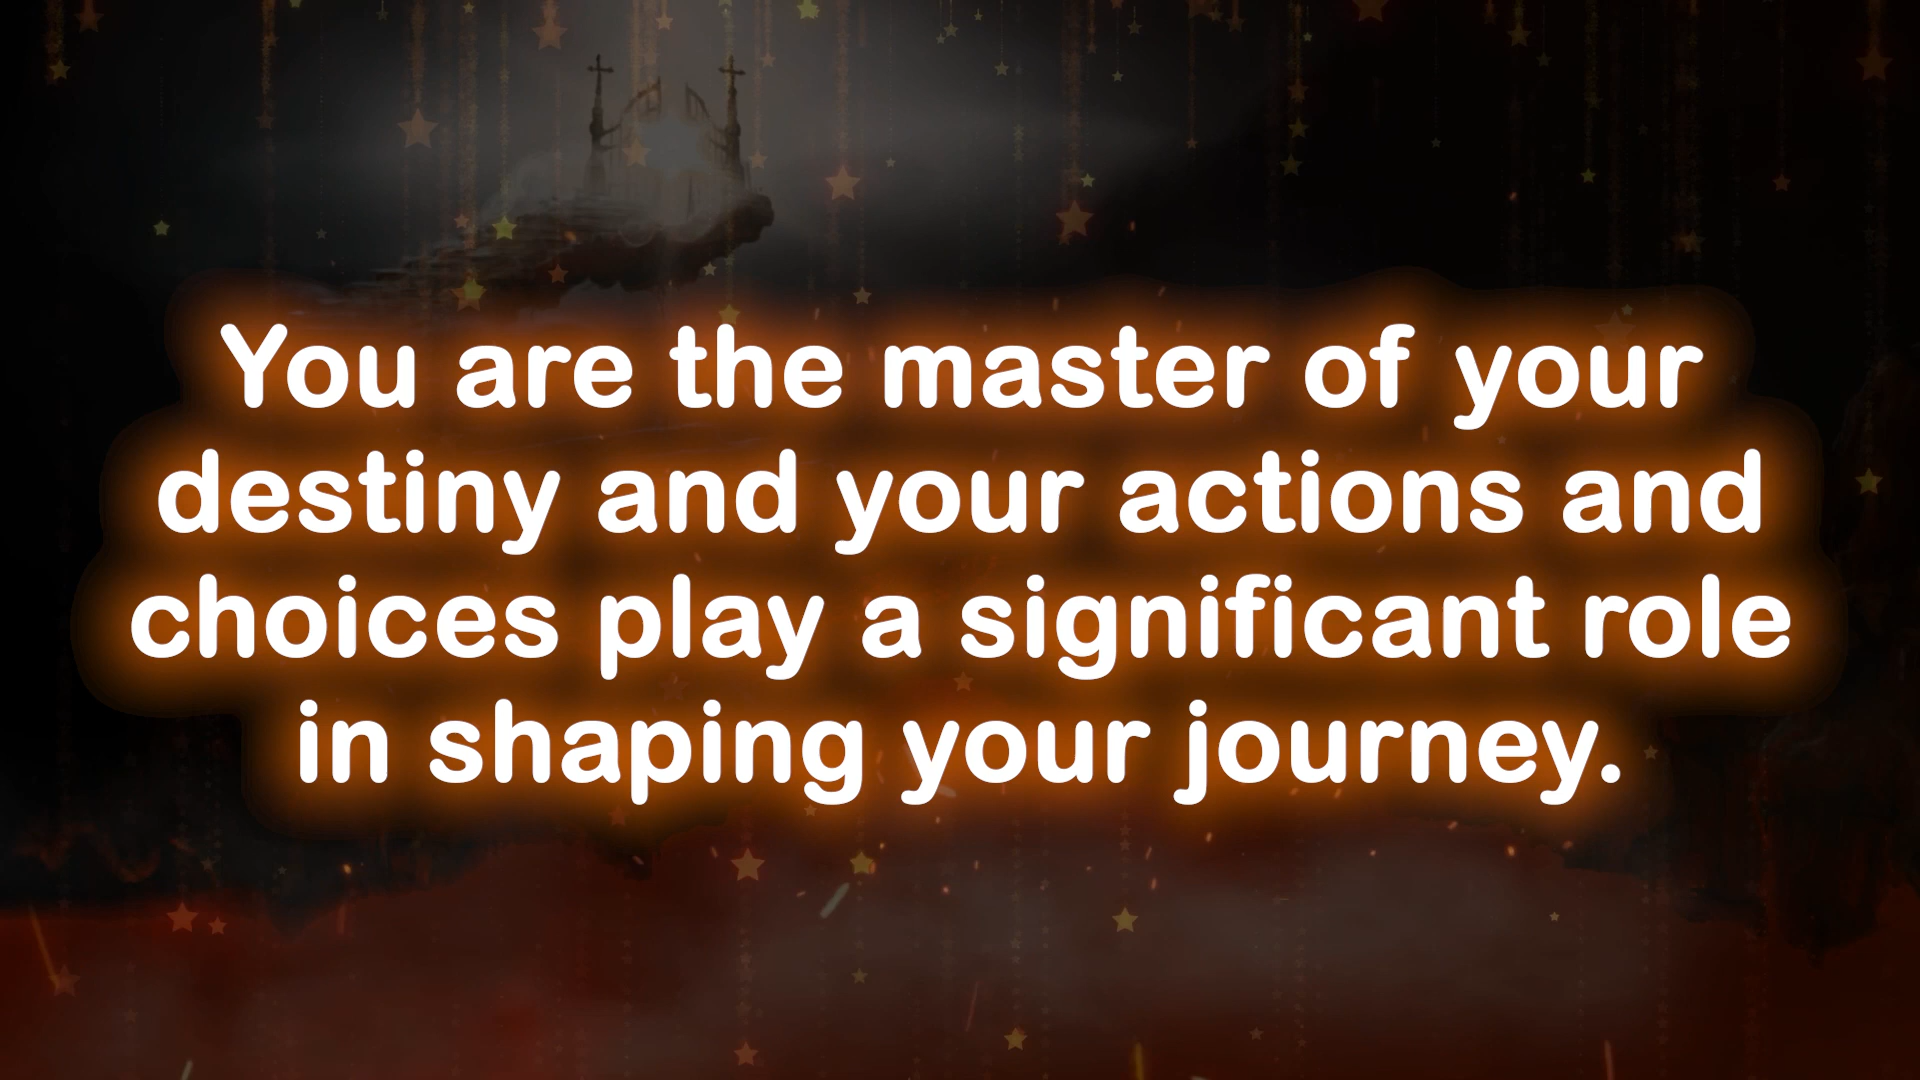 You are the master of your
destiny and your actions and
choices play a significant role
in shaping your journey.